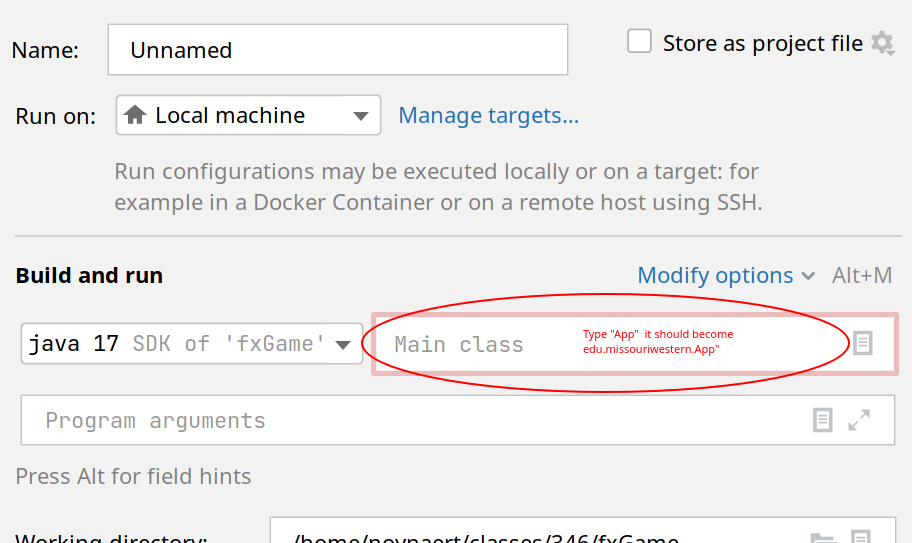 Name: Unnamed Store as project file
Run on: Local machine Manage targets...
Run configurations may be executed locally or on a target: for
example in a Docker Container or on a remote host using SSH.
Build and run Modify options Alt+M
java 17 SDK of 'fxGame' Main class
Type "App" it should become
edu.missouriwestern.App"
Program arguments
Press Alt for field hints
Working directory: /home/noynaert/classes/346/fxGame